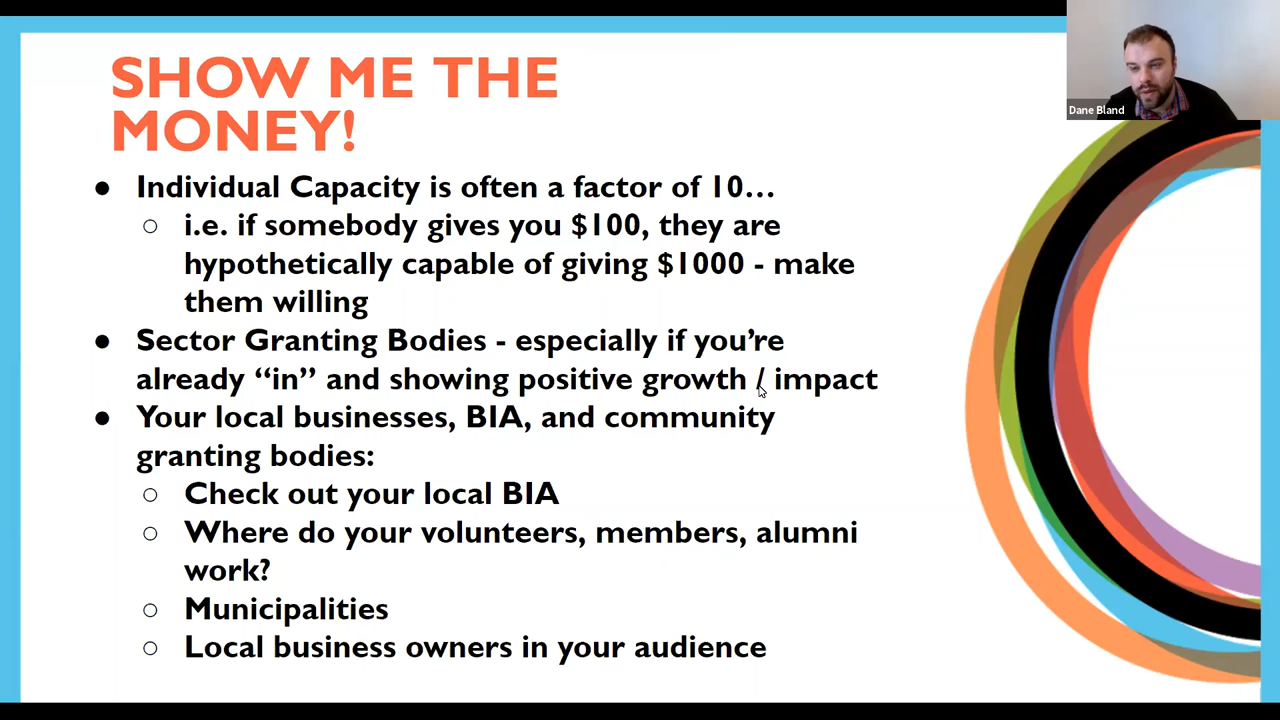 SHOW ME THE
MONEY!
Dane Bland
● Individual Capacity is often a factor of 10…
○ i.e. if somebody gives you $100, they are
hypothetically capable of giving $1000 - make
them willing
● Sector Granting Bodies - especially if you’re
already “in” and showing positive growth / impact
● Your local businesses, BIA, and community
granting bodies:
○ Check out your local BIA
○ Where do your volunteers, members, alumni
work?
○ Municipalities
○ Local business owners in your audience